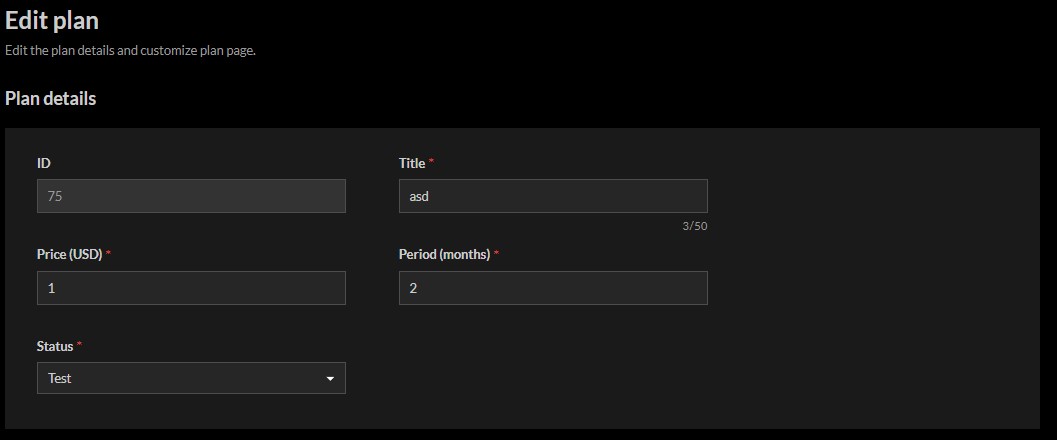 Edit plan
Edit the plan details and customize plan page.
Plan details
ID
Title *
75
asd
3/50
Price (USD) *
Period (months) *
1
2
Status *
Test